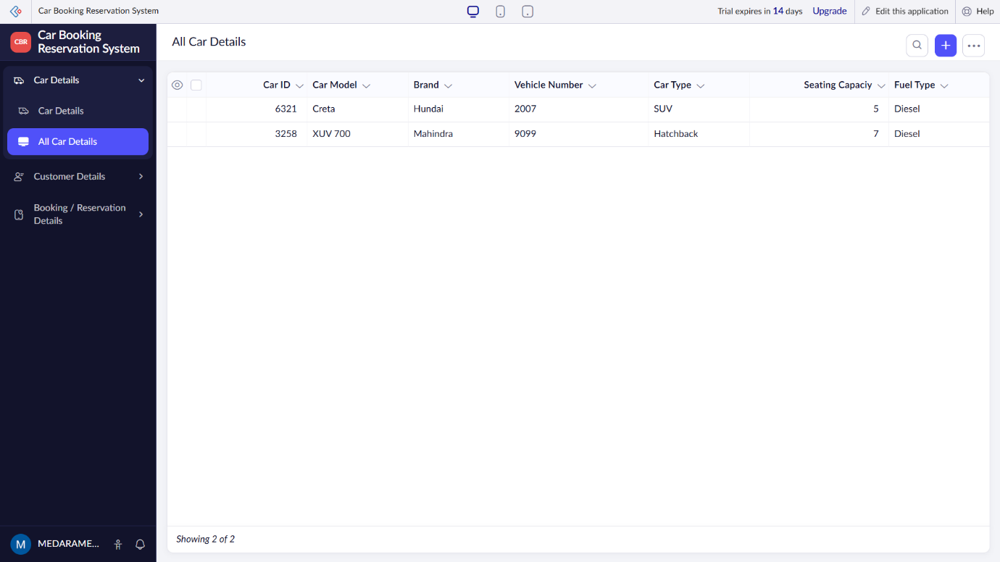 Car Booking Reservation System
Trial expires in 14 days Upgrade Edit this application Help
CBR
Car Booking
Reservation System
All Car Details
Car Details
Car Details
All Car Details
Customer Details
Booking / Reservation
Details
Car ID Car Model Brand Vehicle Number Car Type Seating Capaciy Fuel Type
6321 Creta Hundai 2007 SUV 5 Diesel
3258 XUV 700 Mahindra 9099 Hatchback 7 Diesel
Showing 2 of 2
M MEDARAME...